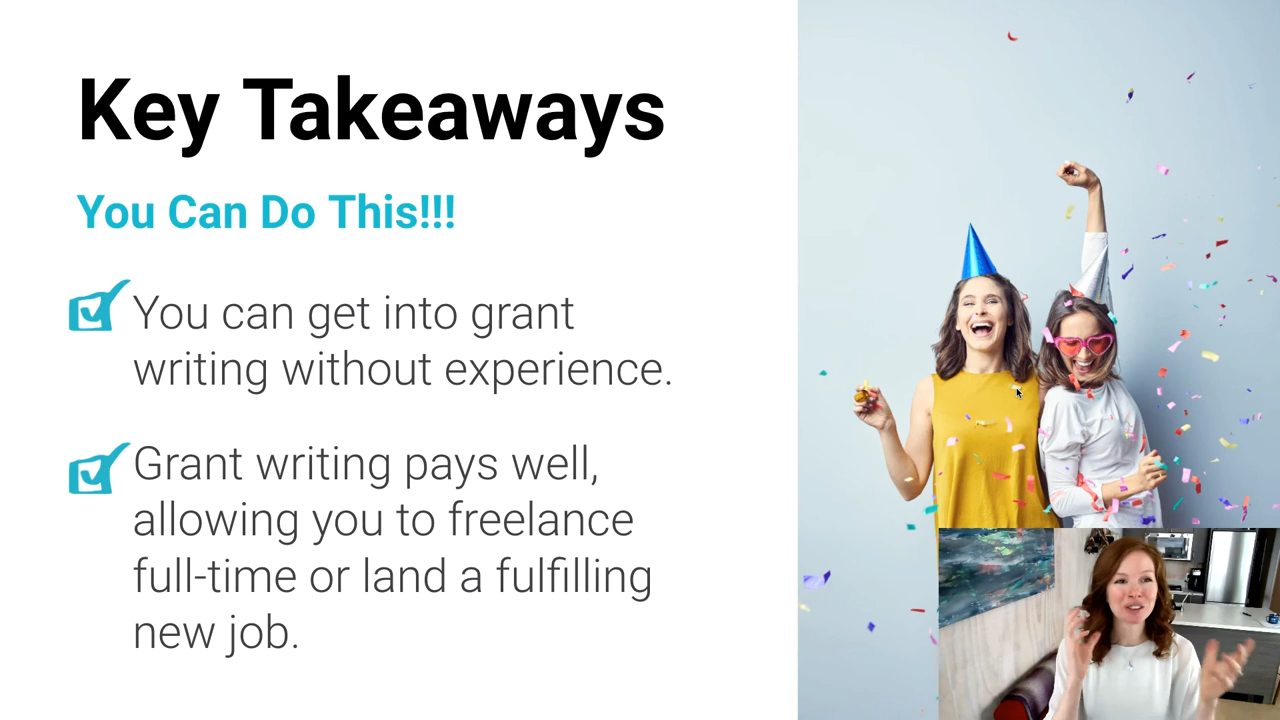 Key Takeaways
You Can Do This!!!
You can get into grant
writing without experience.
Grant writing pays well,
allowing you to freelance
full-time or land a fulfilling
new job.